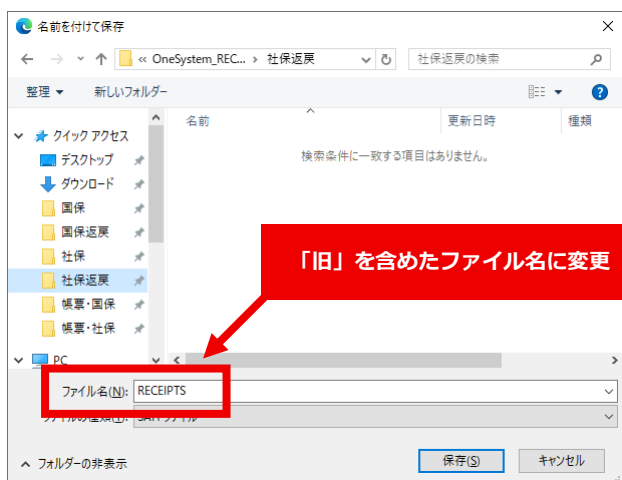 名前を付けて保存
« OneSystem_REC... › 社保返戻
社保返戻の検索
整理 新しいフォルダー
名前 更新日時 種類
検索条件に一致する項目はありません。
クイック アクセス
デスクトップ
ダウンロード
国保
国保返戻
社保
社保返戻
帳票・国保
帳票・社保
PC
「旧」を含めたファイル名に変更
ファイル名(N): RECEIPTS
フォルダーの非表示
保存(S) キャンセル